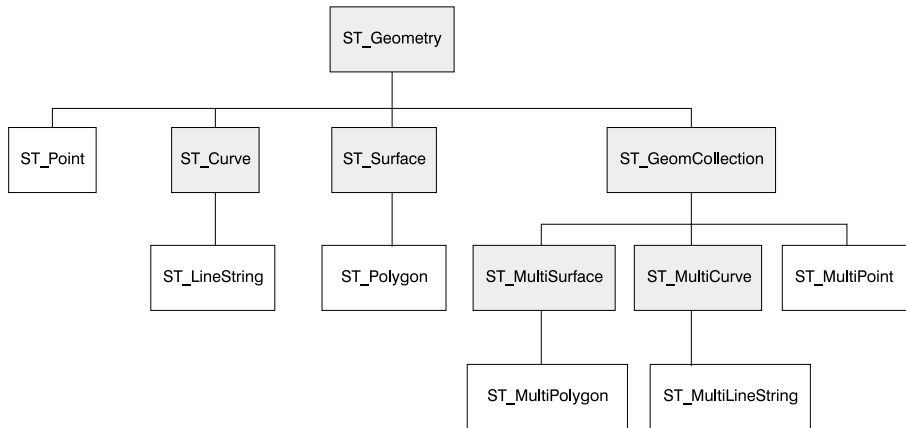 ST_Geometry
ST_Point
ST_Curve
ST_Surface
ST_GeomCollection
ST_LineString
ST_Polygon
ST_MultiSurface
ST_MultiCurve
ST_MultiPoint
ST_MultiPolygon
ST_MultiLineString